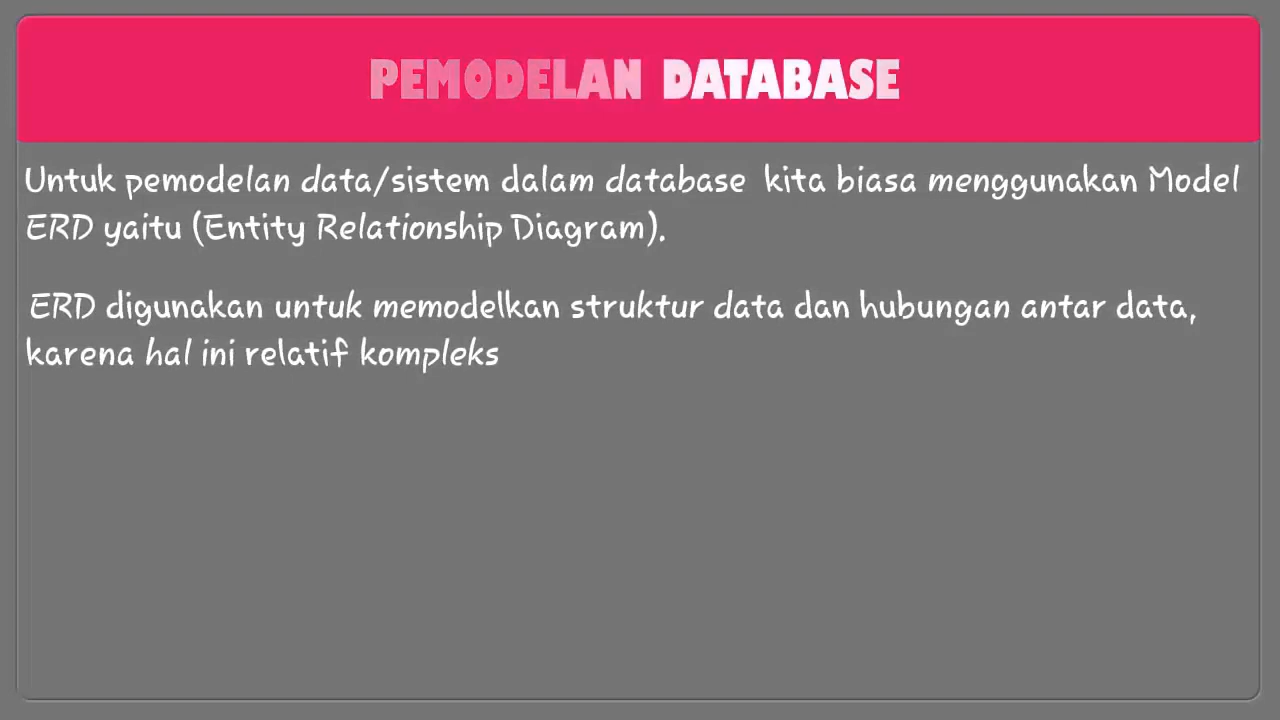 PEMODELAN DATABASE
Untuk pemodelan data/sistem dalam database kita biasa menggunakan Model
ERD yaitu (Entity Relationship Diagram).
ERD digunakan untuk memodelkan struktur data dan hubungan antar data,
karena hal ini relatif kompleks